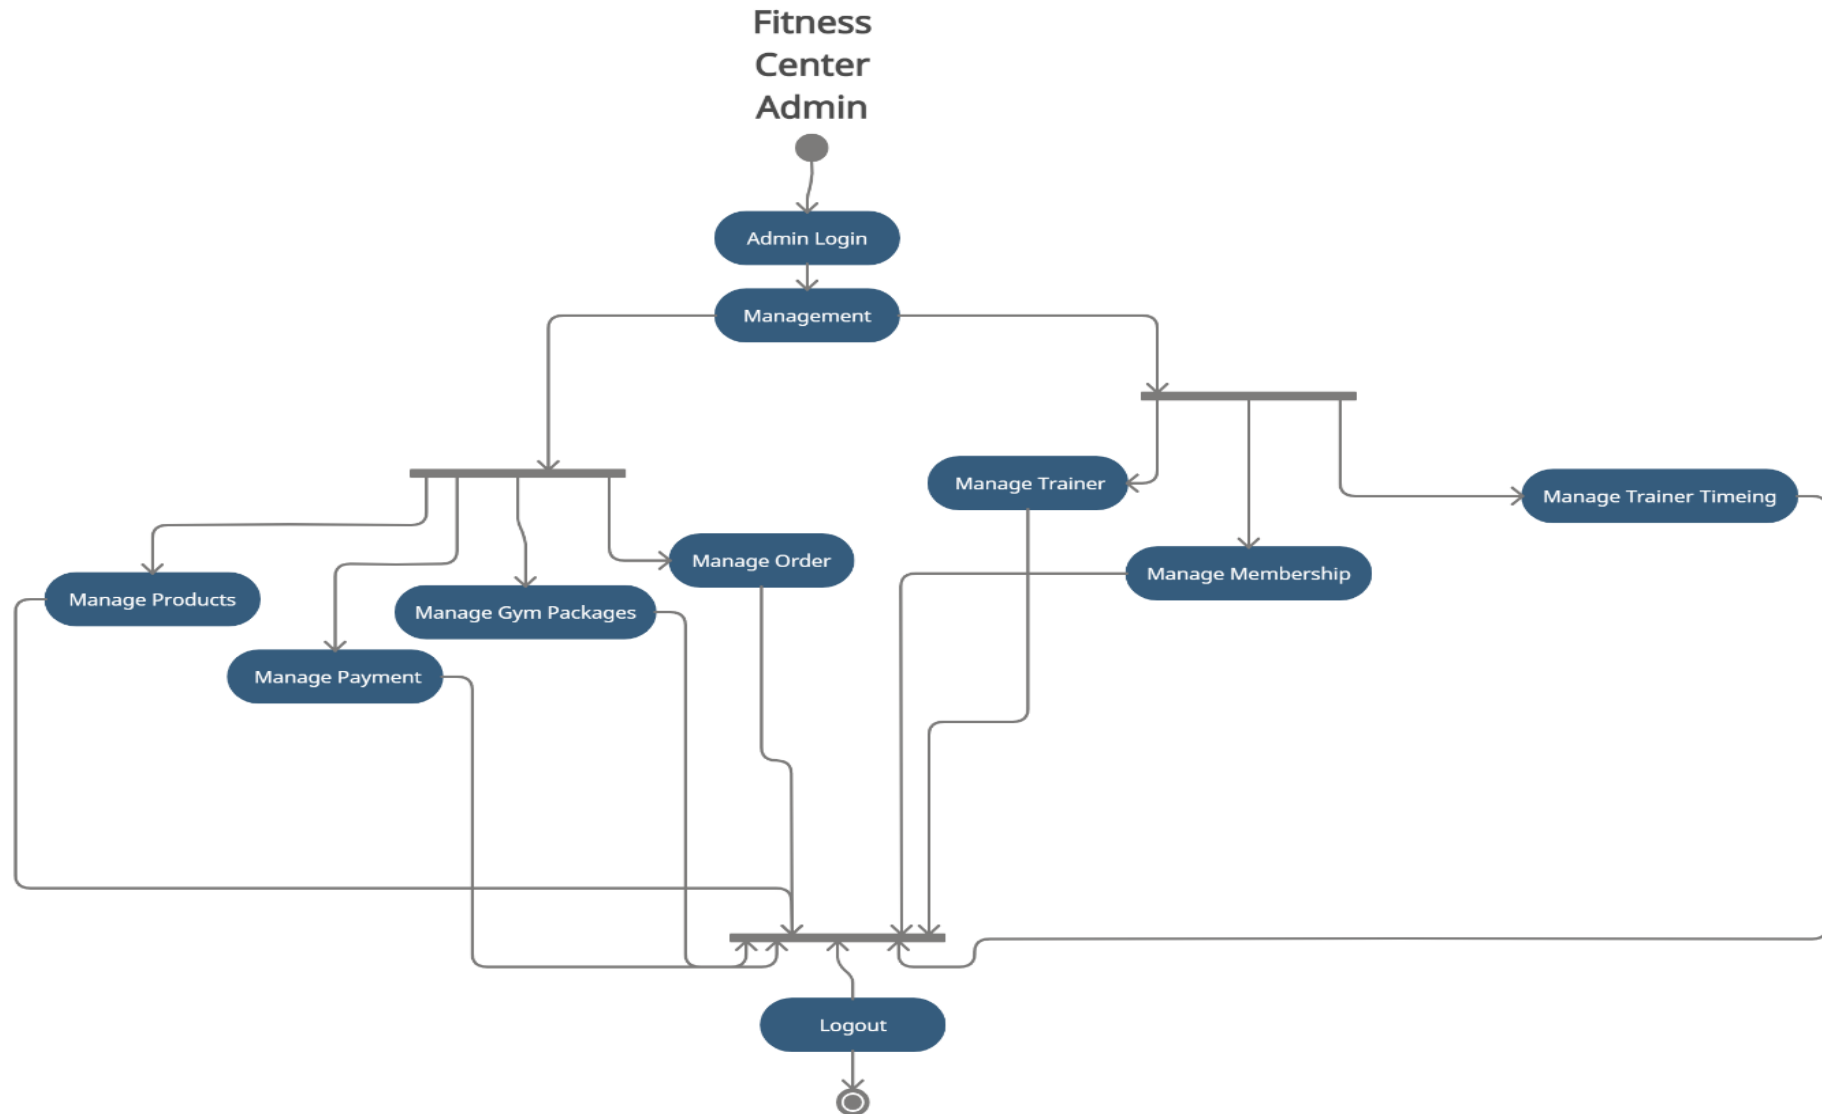 Fitness
Center
Admin
Admin Login
Management
Manage Trainer
Manage Trainer Timeing
Manage Order
Manage Membership
Manage Products
Manage Gym Packages
Manage Payment
Logout